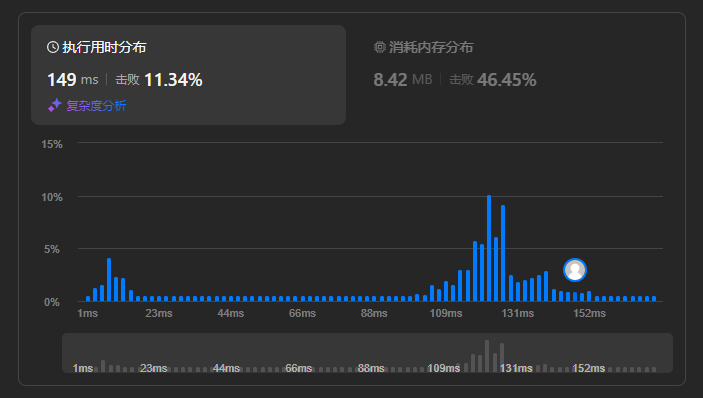 执行用时分布
149 ms | 击败 11.34%
复杂度分析
消耗内存分布
8.42 MB | 击败 46.45%
15%
10%
5%
0%
1ms 23ms 44ms 66ms 88ms 109ms 131ms 152ms
1ms 23ms 44ms 66ms 88ms 109ms 131ms 152ms